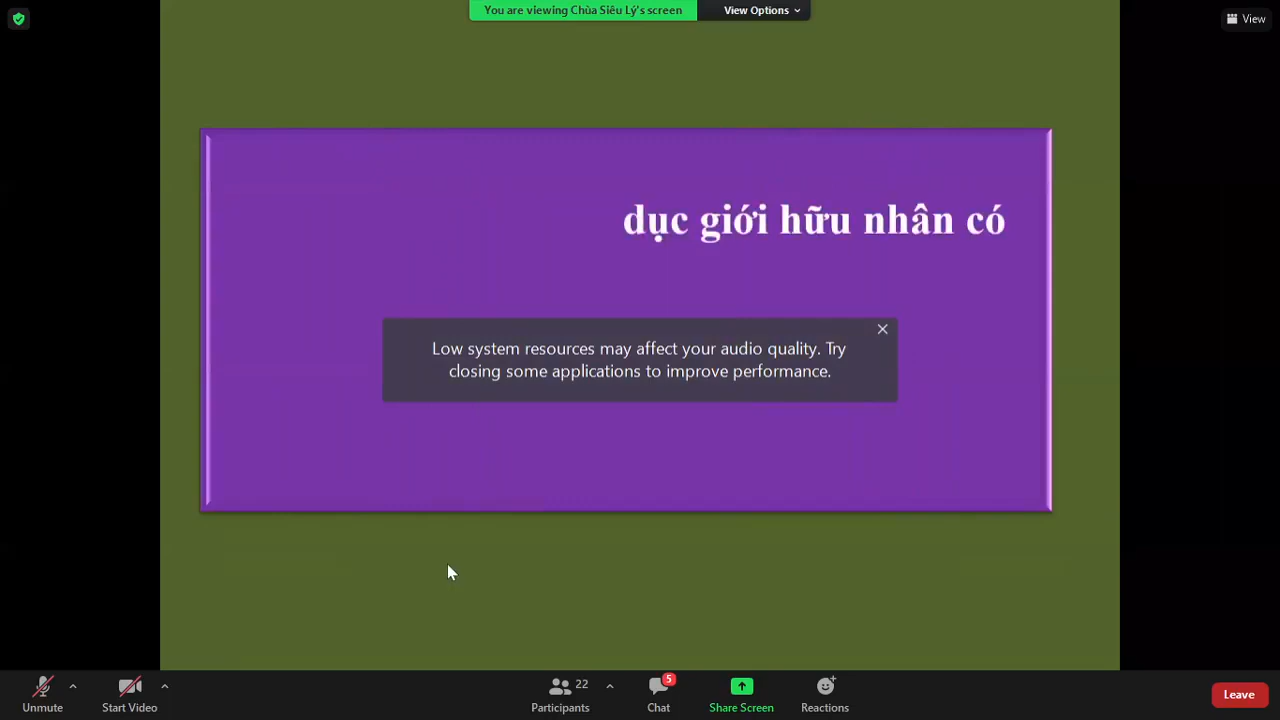 You are viewing Chùa Siêu Lý's screen
View Options
View
dục giới hữu nhân có
Low system resources may affect your audio quality. Try
closing some applications to improve performance.
Unmute
Start Video
22
Participants
5
Chat
Share Screen
Reactions
Leave